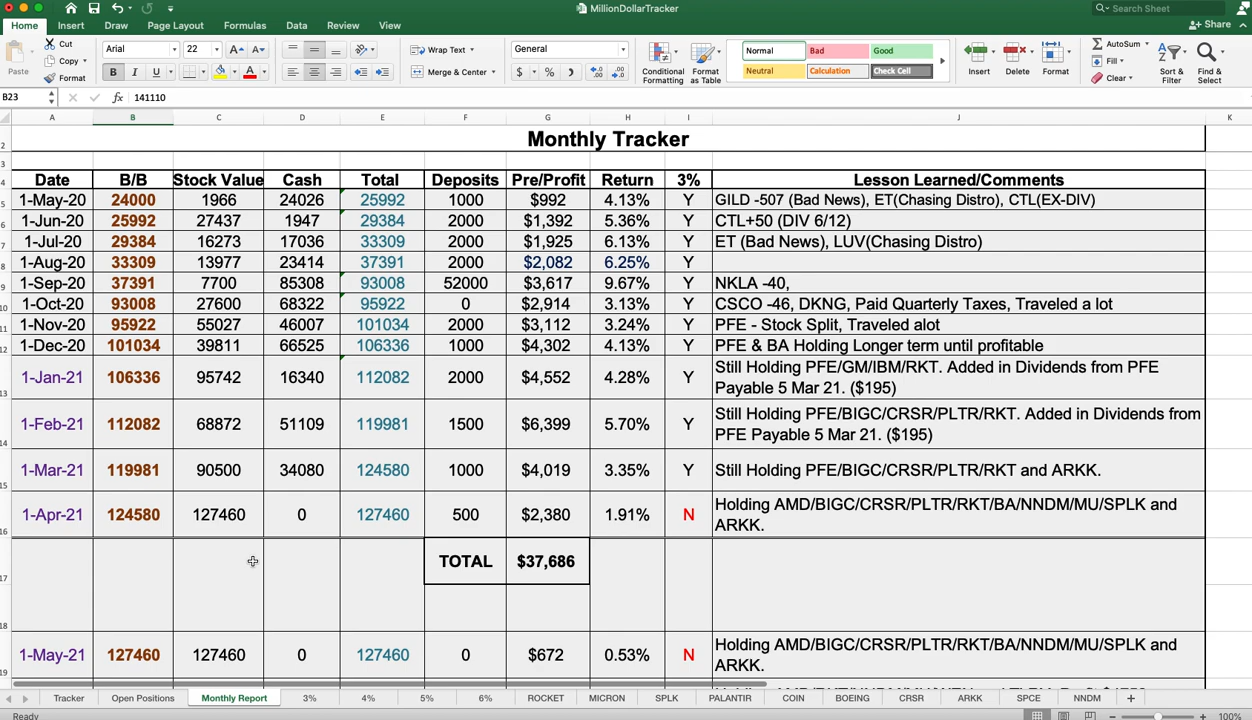 MillionDollarTracker
Search Sheet
Home Insert Draw Page Layout Formulas Data Review View
Share
Paste Cut Copy Format
Arial 22
B I U
Wrap Text
Merge & Center
General
$ %
Conditional Formatting
Format as Table
Normal Bad Good
Neutral Calculation Check Cell
Insert Delete Format
AutoSum
Fill
Clear
Sort & Filter
Find & Select
B23 fx 141110
A B C D E F G H I J K
2 Monthly Tracker
3
4 Date B/B Stock Value Cash Total Deposits Pre/Profit Return 3% Lesson Learned/Comments
5 1-May-20 24000 1966 24026 25992 1000 $992 4.13% Y GILD -507 (Bad News), ET(Chasing Distro), CTL(EX-DIV)
6 1-Jun-20 25992 27437 1947 29384 2000 $1,392 5.36% Y CTL+50 (DIV 6/12)
7 1-Jul-20 29384 16273 17036 33309 2000 $1,925 6.13% Y ET (Bad News), LUV(Chasing Distro)
8 1-Aug-20 33309 13977 23414 37391 2000 $2,082 6.25% Y
9 1-Sep-20 37391 7700 85308 93008 52000 $3,617 9.67% Y NKLA -40,
10 1-Oct-20 93008 27600 68322 95922 0 $2,914 3.13% Y CSCO -46, DKNG, Paid Quarterly Taxes, Traveled a lot
11 1-Nov-20 95922 55027 46007 101034 2000 $3,112 3.24% Y PFE - Stock Split, Traveled alot
12 1-Dec-20 101034 39811 66525 106336 1000 $4,302 4.13% Y PFE & BA Holding Longer term until profitable
13 1-Jan-21 106336 95742 16340 112082 2000 $4,552 4.28% Y Still Holding PFE/GM/IBM/RKT. Added in Dividends from PFE
Payable 5 Mar 21. ($195)
14 1-Feb-21 112082 68872 51109 119981 1500 $6,399 5.70% Y Still Holding PFE/BIGC/CRSR/PLTR/RKT. Added in Dividends from
PFE Payable 5 Mar 21. ($195)
15 1-Mar-21 119981 90500 34080 124580 1000 $4,019 3.35% Y Still Holding PFE/BIGC/CRSR/PLTR/RKT and ARKK.
16 1-Apr-21 124580 127460 0 127460 500 $2,380 1.91% N Holding AMD/BIGC/CRSR/PLTR/RKT/BA/NNDM/MU/SPLK and
ARKK.
17 TOTAL $37,686
18
19 1-May-21 127460 127460 0 127460 0 $672 0.53% N Holding AMD/BIGC/CRSR/PLTR/RKT/BA/NNDM/MU/SPLK and
ARKK.
Tracker Open Positions Monthly Report 3% 4% 5% 6% ROCKET MICRON SPLK PALANTIR COIN BOEING CRSR ARKK SPCE NNDM
Ready 100%